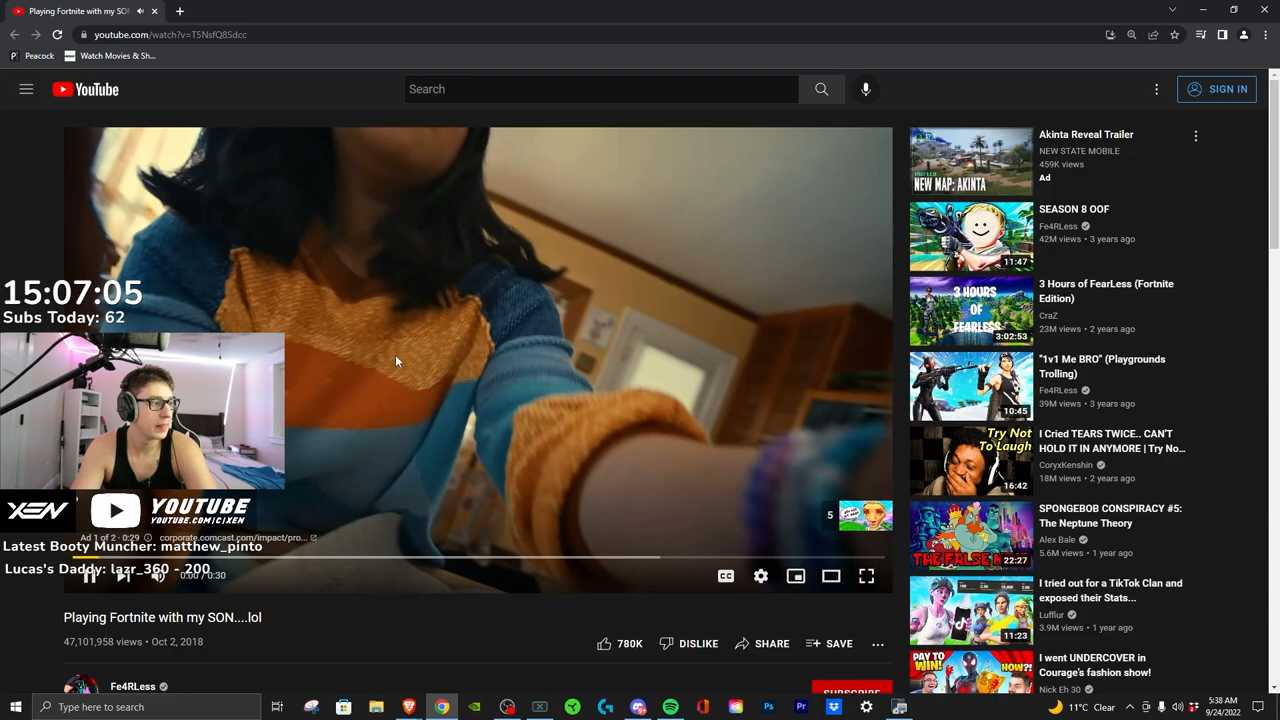 Playing Fortnite with my SON
youtube.com/watch?v=T5NsfQ8Sdcc
Peacock
Watch Movies & Sh...
YouTube
Search
SIGN IN
15:07:05
Subs Today: 62
XEN
YOUTUBE
YOUTUBE.COM/C/XEN
Ad 1 of 2 · 0:29
corporate.comcast.com/impact/pro...
Latest Booty Muncher: matthew_pinto
Lucas's Daddy: lazr_360 - 200
0:00 / 0:30
5
CC
Playing Fortnite with my SON....lol
47,101,958 views • Oct 2, 2018
780K
DISLIKE
SHARE
SAVE
Fe4RLess
SUBSCRIBE
NEW MAP: AKINTA
Akinta Reveal Trailer
NEW STATE MOBILE
459K views
Ad
11:47
SEASON 8 OOF
Fe4RLess
42M views • 3 years ago
3 HOURS
OF
FEARLESS
3:02:53
3 Hours of FearLess (Fortnite
Edition)
CraZ
23M views • 2 years ago
10:45
"1v1 Me BRO" (Playgrounds
Trolling)
Fe4RLess
39M views • 3 years ago
Try Not
To Laugh
16:42
I Cried TEARS TWICE.. CAN'T
HOLD IT IN ANYMORE | Try No...
CoryxKenshin
18M views • 2 years ago
22:27
SPONGEBOB CONSPIRACY #5:
The Neptune Theory
Alex Bale
5.6M views • 1 year ago
11:23
I tried out for a TikTok Clan and
exposed their Stats...
Lufflur
3.9M views • 1 year ago
PAY TO
WIN!
HOW?!
I went UNDERCOVER in
Courage's fashion show!
Nick Eh 30
Type here to search
11°C Clear
5:38 AM
9/24/2022